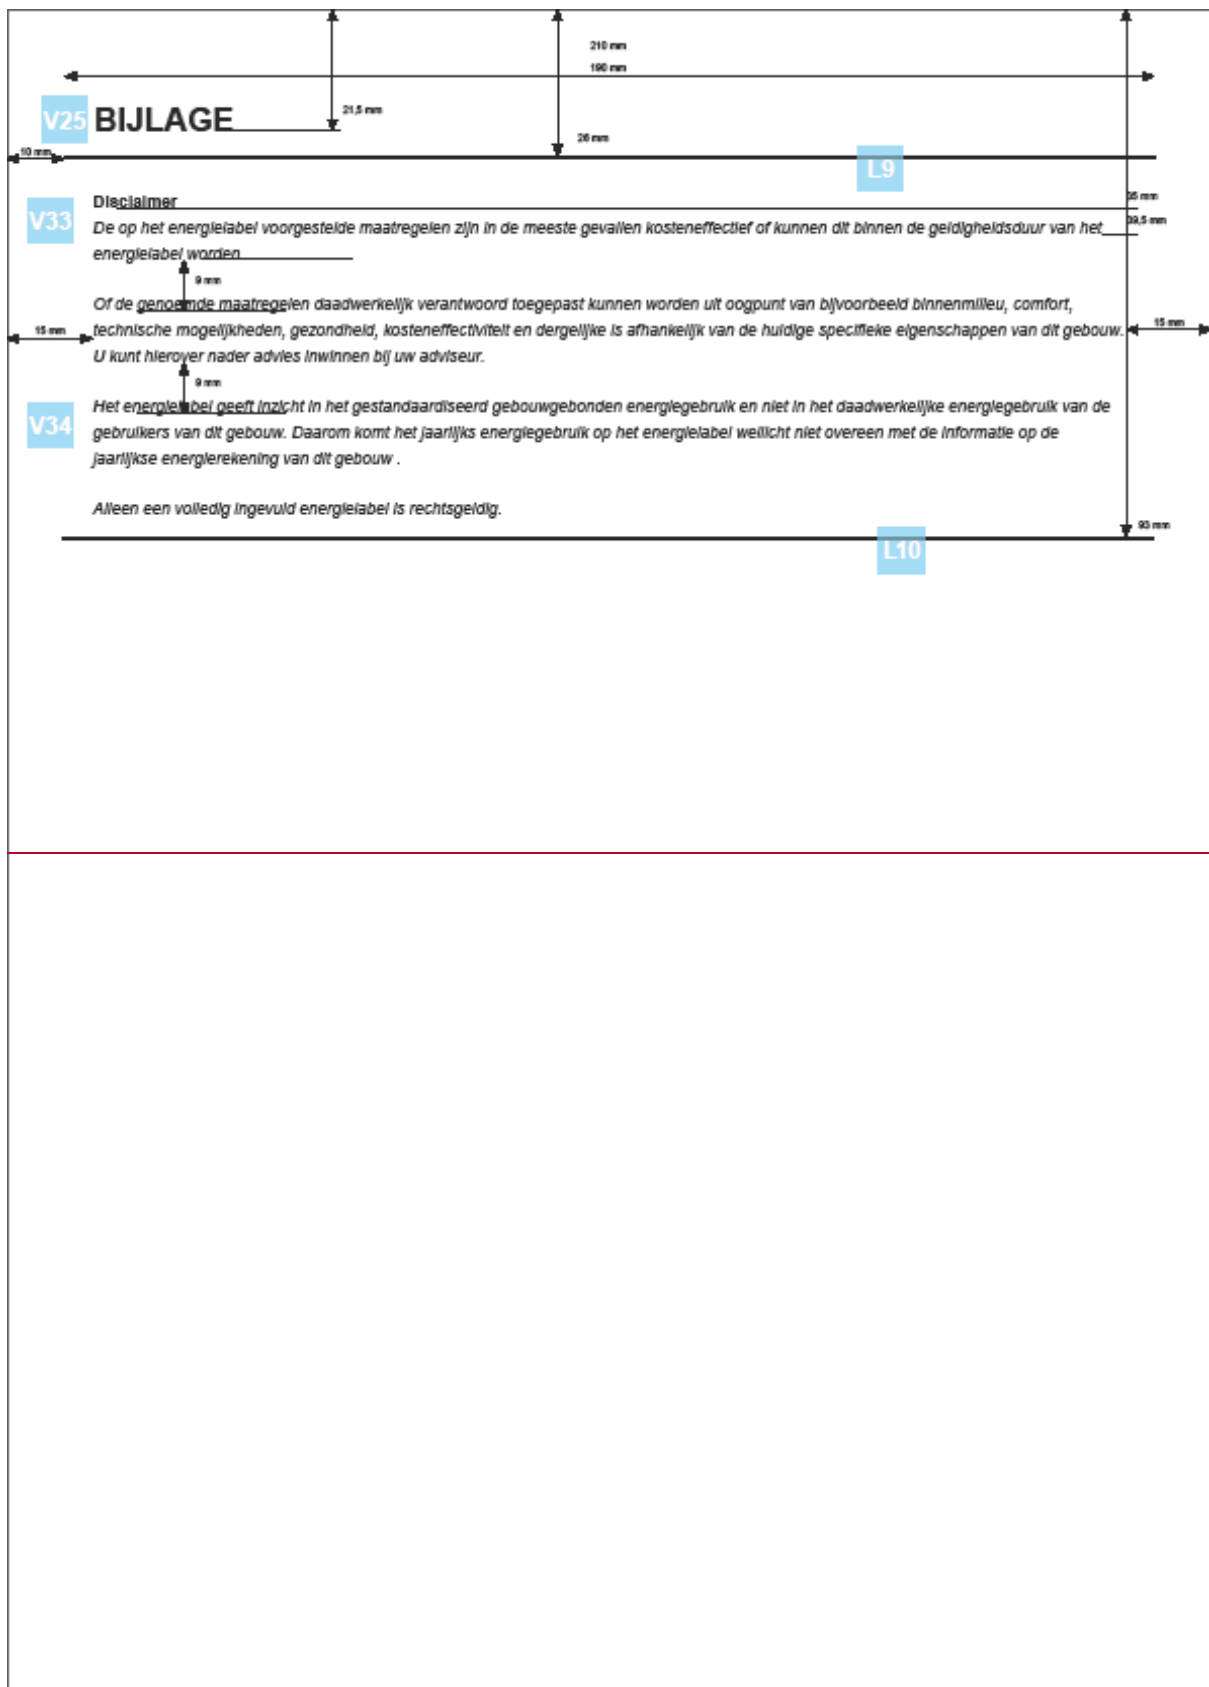 210 mm
190 mm
V25 BIJLAGE
21,5 mm
26 mm
10 mm
L9
V33
Disclaimer
35 mm
De op het energielabel voorgestelde maatregelen zijn in de meeste gevallen kosteneffectief of kunnen dit binnen de geldigheidsduur van het
39,5 mm
energielabel worden
9 mm
Of de genoemde maatregelen daadwerkelijk verantwoord toegepast kunnen worden uit oogpunt van bijvoorbeeld binnenmilieu, comfort,
technische mogelijkheden, gezondheid, kosteneffectiviteit en dergelijke is afhankelijk van de huidige specifieke eigenschappen van dit gebouw.
15 mm
15 mm
U kunt hierover nader advies inwinnen bij uw adviseur.
9 mm
V34
Het energielabel geeft inzicht in het gestandaardiseerd gebouwgebonden energiegebruik en niet in het daadwerkelijke energiegebruik van de
gebruikers van dit gebouw. Daarom komt het jaarlijks energiegebruik op het energielabel wellicht niet overeen met de informatie op de
jaarlijkse energierekening van dit gebouw .
Alleen een volledig ingevuld energielabel is rechtsgeldig.
93 mm
L10